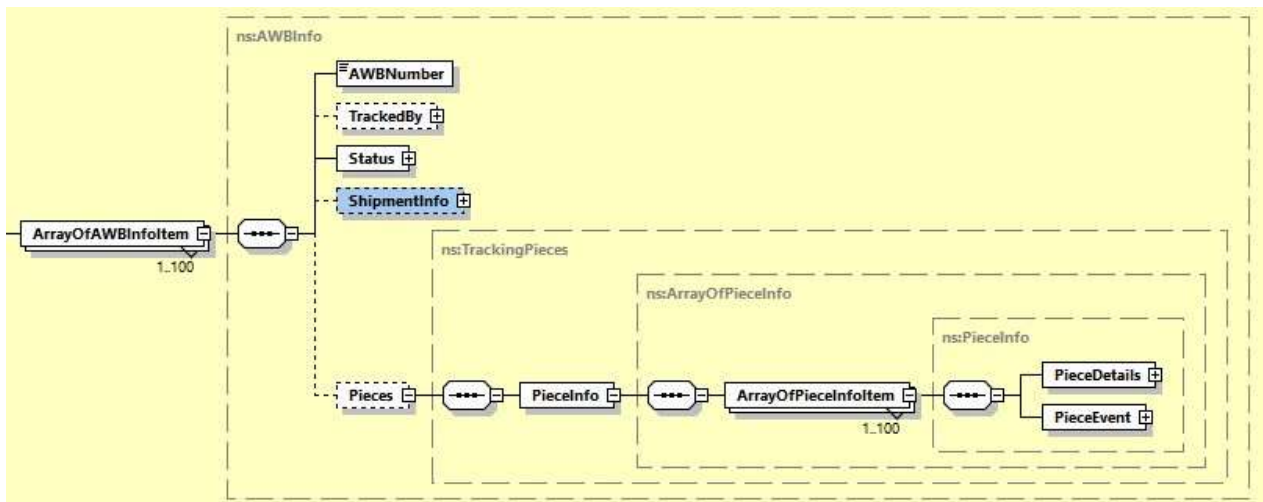 ns:AWBInfo
AWBNumber
TrackedBy
Status
ShipmentInfo
ArrayOfAWBInfoItem
1..100
ns:TrackingPieces
ns:ArrayOfPieceInfo
ns:PieceInfo
Pieces
PieceInfo
ArrayOfPieceInfoItem
1..100
PieceDetails
PieceEvent